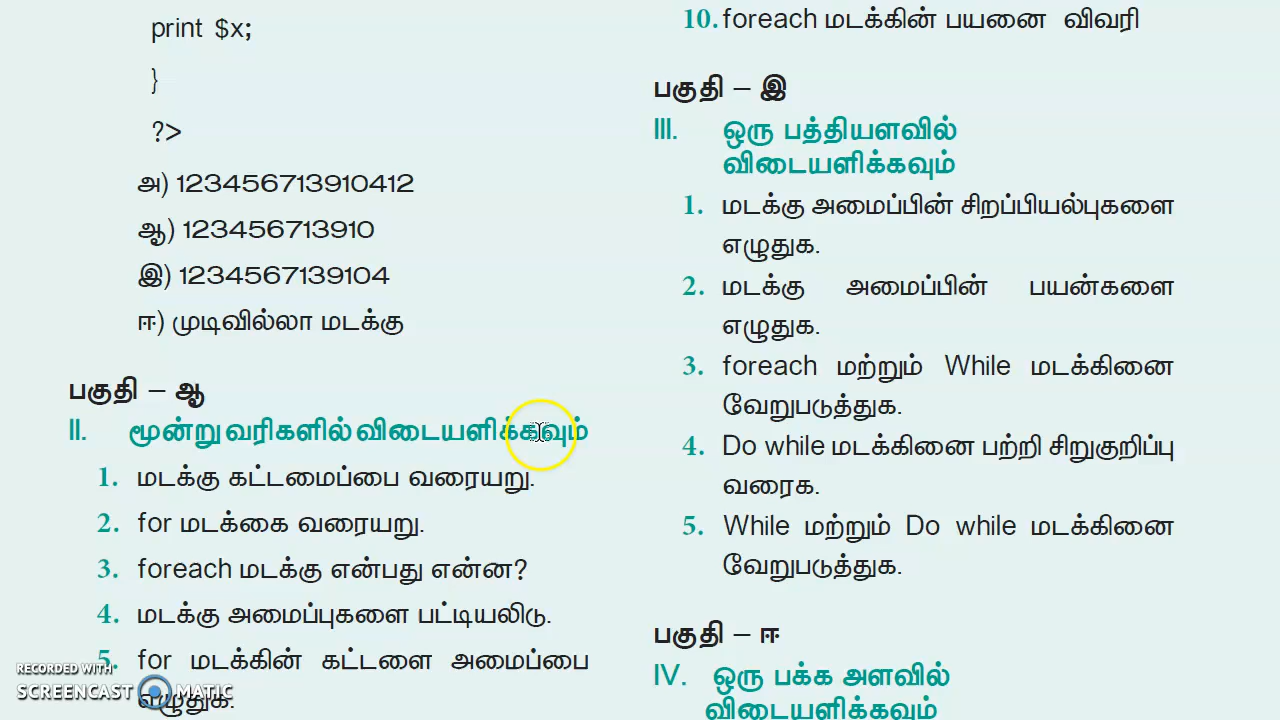 print $x;
}
?>
அ) 123456713910412
ஆ) 123456713910
இ) 1234567139104
ஈ) முடிவில்லா மடக்கு
பகுதி – ஆ
II. மூன்று வரிகளில் விடையளிக்கவும்
1. மடக்கு கட்டமைப்பை வரையறு.
2. for மடக்கை வரையறு.
3. foreach மடக்கு என்பது என்ன?
4. மடக்கு அமைப்புகளை பட்டியலிடு.
5. for மடக்கின் கட்டளை அமைப்பை
எழுதுக.
RECORDED WITH
SCREENCAST MATIC
10. foreach மடக்கின் பயனை விவரி
பகுதி – இ
III. ஒரு பத்தியளவில்
விடையளிக்கவும்
1. மடக்கு அமைப்பின் சிறப்பியல்புகளை
எழுதுக.
2. மடக்கு அமைப்பின் பயன்களை
எழுதுக.
3. foreach மற்றும் While மடக்கினை
வேறுபடுத்துக.
4. Do while மடக்கினை பற்றி சிறுகுறிப்பு
வரைக.
5. While மற்றும் Do while மடக்கினை
வேறுபடுத்துக.
பகுதி – ஈ
IV. ஒரு பக்க அளவில்
விடையளிக்கவும்